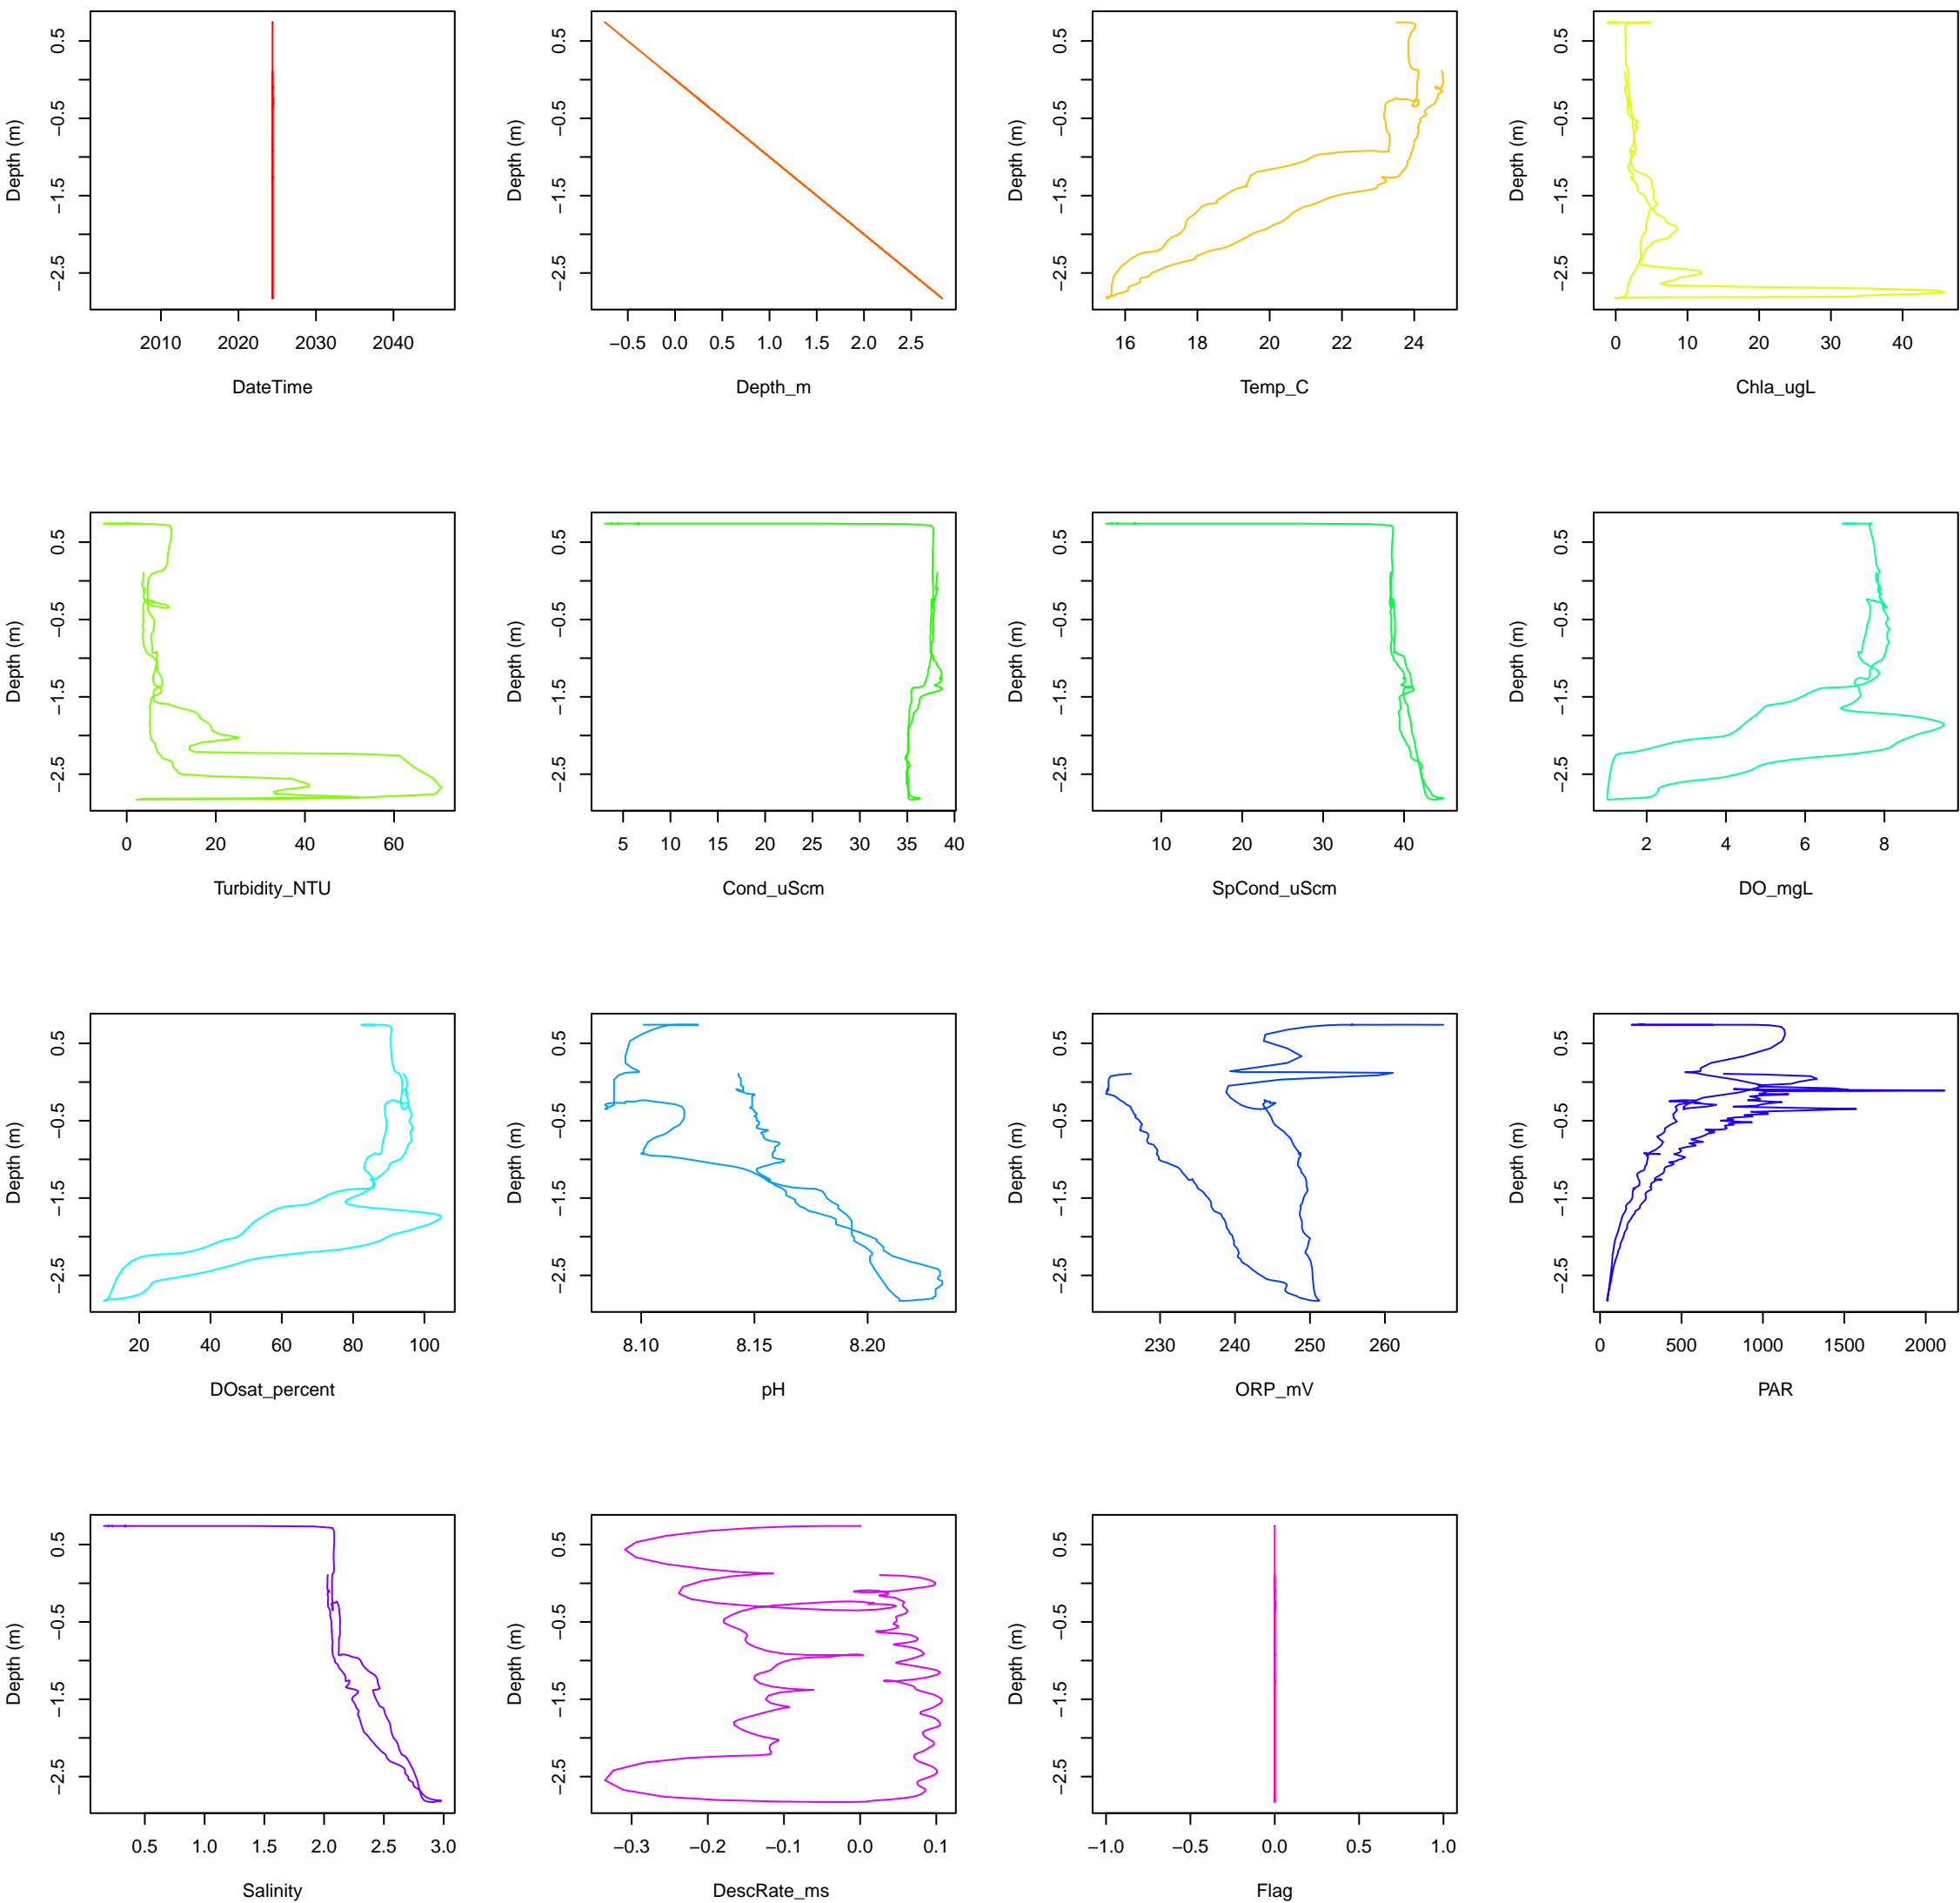 Depth (m)
0.5
−0.5
−1.5
−2.5
2010 2020 2030 2040
DateTime
Depth (m)
0.5
−0.5
−1.5
−2.5
−0.5 0.0 0.5 1.0 1.5 2.0 2.5
Depth_m
Depth (m)
0.5
−0.5
−1.5
−2.5
16 18 20 22 24
Temp_C
Depth (m)
0.5
−0.5
−1.5
−2.5
0 10 20 30 40
Chla_ugL
Depth (m)
0.5
−0.5
−1.5
−2.5
0 20 40 60
Turbidity_NTU
Depth (m)
0.5
−0.5
−1.5
−2.5
5 10 15 20 25 30 35 40
Cond_uScm
Depth (m)
0.5
−0.5
−1.5
−2.5
10 20 30 40
SpCond_uScm
Depth (m)
0.5
−0.5
−1.5
−2.5
2 4 6 8
DO_mgL
Depth (m)
0.5
−0.5
−1.5
−2.5
20 40 60 80 100
DOsat_percent
Depth (m)
0.5
−0.5
−1.5
−2.5
8.10 8.15 8.20
pH
Depth (m)
0.5
−0.5
−1.5
−2.5
230 240 250 260
ORP_mV
Depth (m)
0.5
−0.5
−1.5
−2.5
0 500 1000 1500 2000
PAR
Depth (m)
0.5
−0.5
−1.5
−2.5
0.5 1.0 1.5 2.0 2.5 3.0
Salinity
Depth (m)
0.5
−0.5
−1.5
−2.5
−0.3 −0.2 −0.1 0.0 0.1
DescRate_ms
Depth (m)
0.5
−0.5
−1.5
−2.5
−1.0 −0.5 0.0 0.5 1.0
Flag